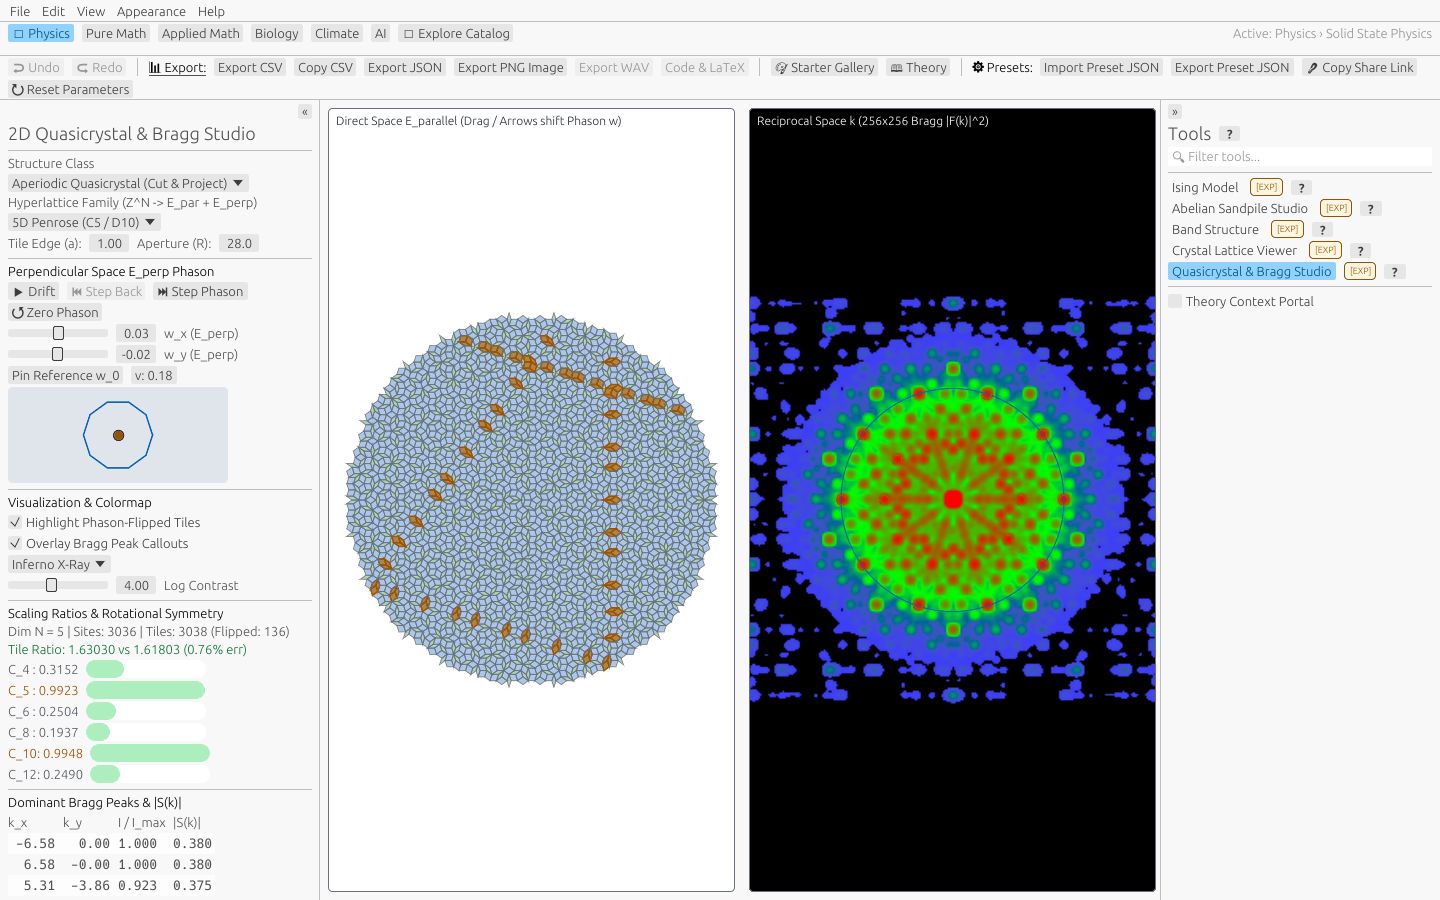 File Edit View Appearance Help
Physics Pure Math Applied Math Biology Climate AI Explore Catalog Active: Physics › Solid State Physics
Undo Redo Export: Export CSV Copy CSV Export JSON Export PNG Image Export WAV Code & LaTeX Starter Gallery Theory Presets: Import Preset JSON Export Preset JSON Copy Share Link
Reset Parameters
«
2D Quasicrystal & Bragg Studio
Structure Class
Aperiodic Quasicrystal (Cut & Project)
Hyperlattice Family (Z^N -> E_par + E_perp)
5D Penrose (C5 / D10)
Tile Edge (a): 1.00 Aperture (R): 28.0
Perpendicular Space E_perp Phason
Drift Step Back Step Phason
Zero Phason
0.03 w_x (E_perp)
-0.02 w_y (E_perp)
Pin Reference w_0 v: 0.18
Visualization & Colormap
Highlight Phason-Flipped Tiles
Overlay Bragg Peak Callouts
Inferno X-Ray
4.00 Log Contrast
Scaling Ratios & Rotational Symmetry
Dim N = 5 | Sites: 3036 | Tiles: 3038 (Flipped: 136)
Tile Ratio: 1.63030 vs 1.61803 (0.76% err)
C_4 : 0.3152
C_5 : 0.9923
C_6 : 0.2504
C_8 : 0.1937
C_10: 0.9948
C_12: 0.2490
Dominant Bragg Peaks & |S(k)|
k_x k_y I / I_max |S(k)|
-6.58 0.00 1.000 0.380
6.58 -0.00 1.000 0.380
5.31 -3.86 0.923 0.375
Direct Space E_parallel (Drag / Arrows shift Phason w)
Reciprocal Space k (256x256 Bragg |F(k)|^2)
»
Tools ?
Filter tools...
Ising Model [EXP] ?
Abelian Sandpile Studio [EXP] ?
Band Structure [EXP] ?
Crystal Lattice Viewer [EXP] ?
Quasicrystal & Bragg Studio [EXP] ?
Theory Context Portal